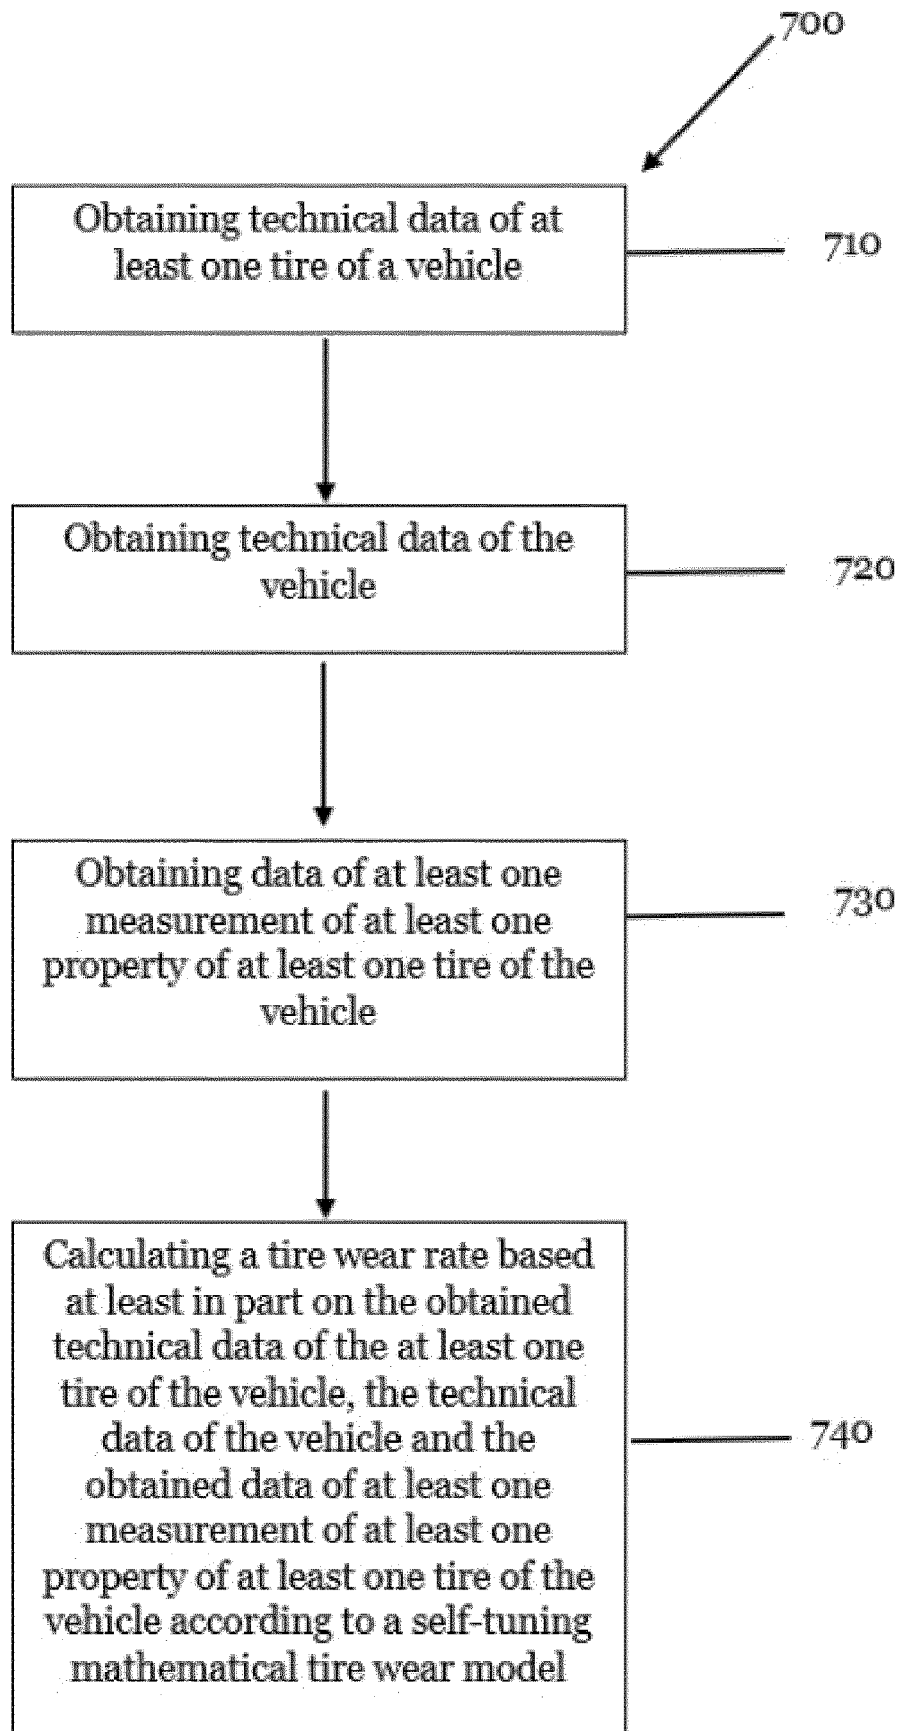 700
Obtaining technical data of at
least one tire of a vehicle
710
Obtaining technical data of the
vehicle
720
Obtaining data of at least one
measurement of at least one
property of at least one tire of the
vehicle
730
Calculating a tire wear rate based
at least in part on the obtained
technical data of the at least one
tire of the vehicle, the technical
data of the vehicle and the
obtained data of at least one
measurement of at least one
property of at least one tire of the
vehicle according to a self-tuning
mathematical tire wear model
740